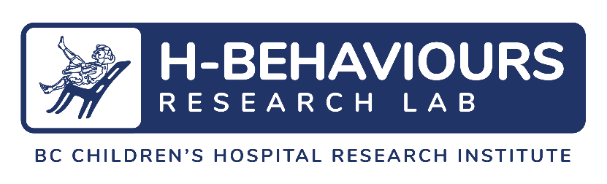 H-BEHAVIOURS
RESEARCH LAB
BC CHILDREN'S HOSPITAL RESEARCH INSTITUTE